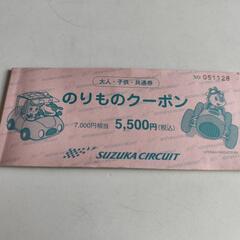 大人・子供・共通券
NO 051128
のりものクーポン
7,000円相当 5,500円(税込)
SUZUKA CIRCUIT